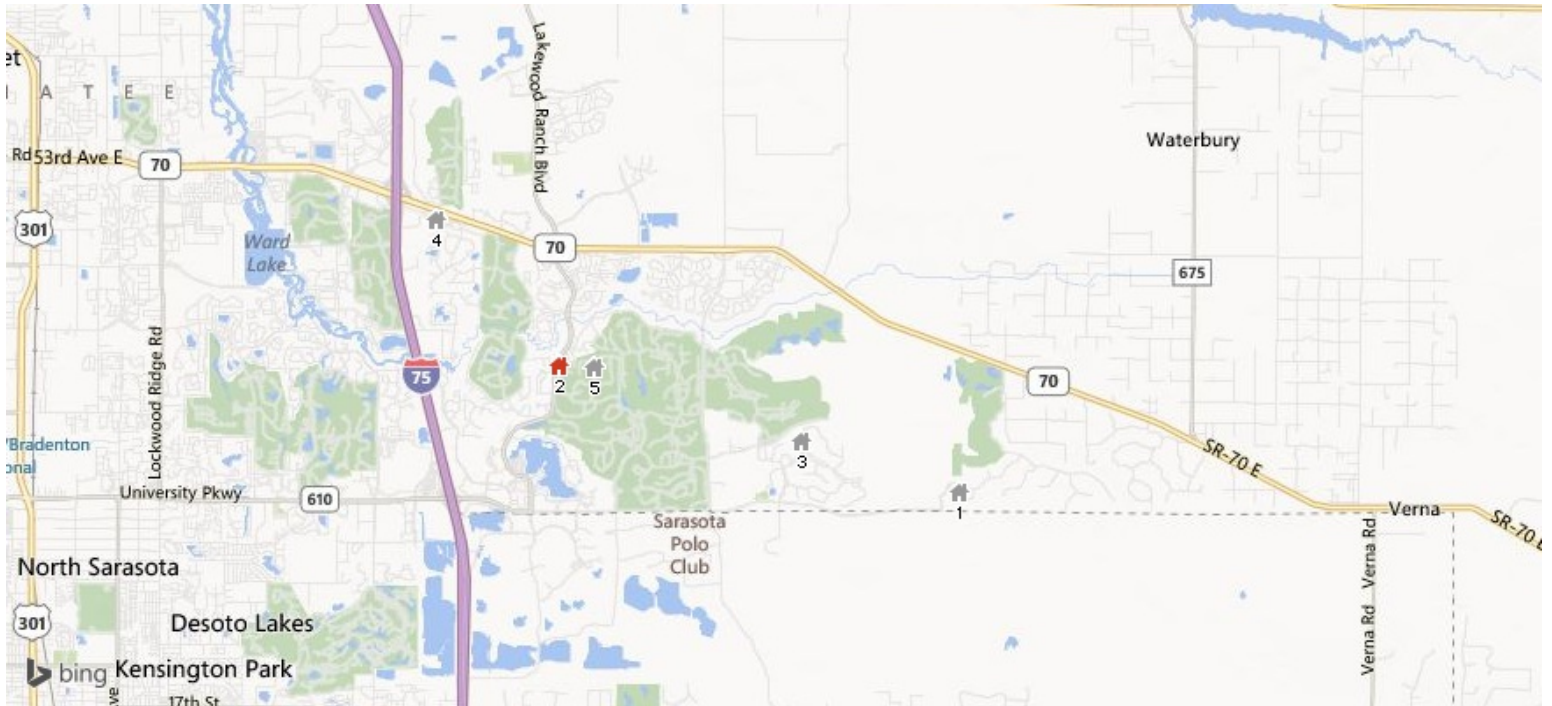 et
A T E E
Rd
53rd Ave E
70
301
Ward
Lake
4
Lakewood Ranch Blvd
70
Waterbury
675
Lockwood Ridge Rd
75
2
5
70
3
SR-70 E
/Bradenton
onal
University Pkwy
610
1
Verna
SR-70 E
Sarasota
Polo
Club
Verna Rd
Verna Rd
North Sarasota
301
Desoto Lakes
bing
Kensington Park
17th St